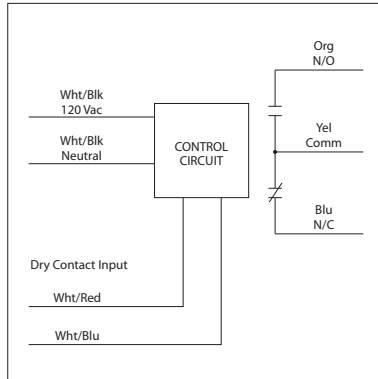 Org
N/O
Wht/Blk
120 Vac
Yel
Comm
Wht/Blk
Neutral
CONTROL
CIRCUIT
Blu
N/C
Dry Contact Input
Wht/Red
Wht/Blu